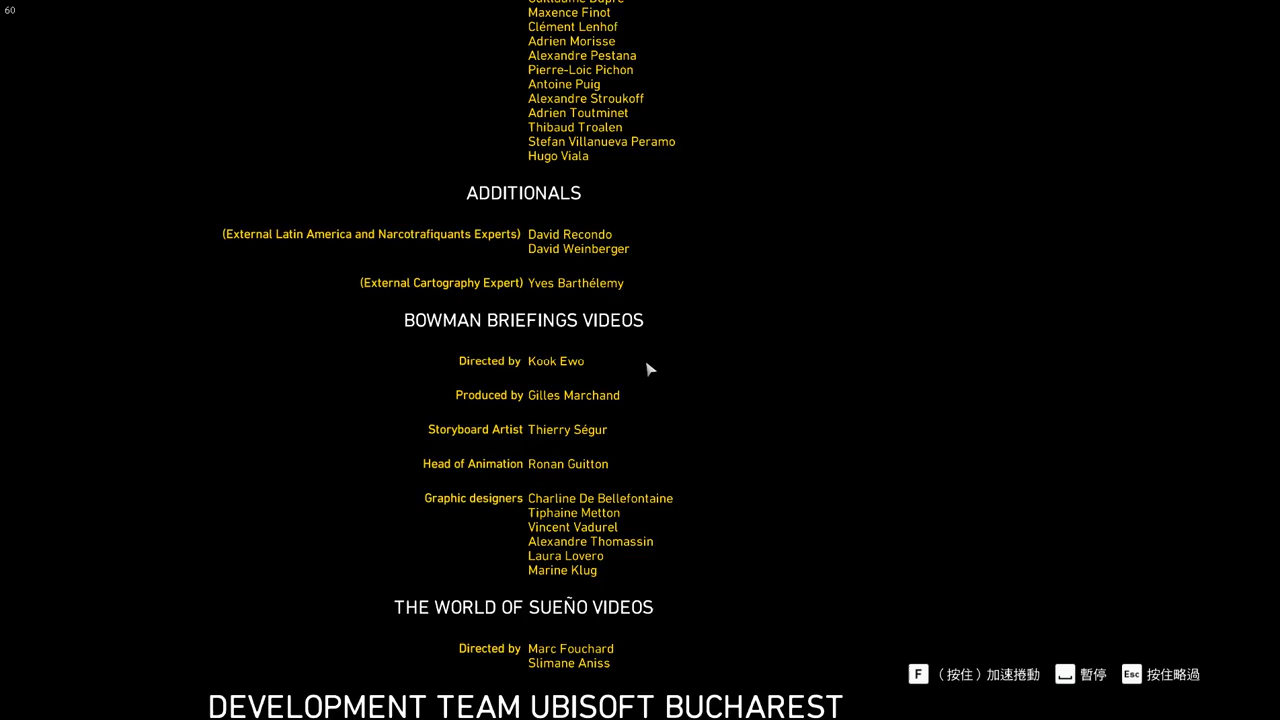 60
Guillaume Dupré
Maxence Finot
Clément Lenhof
Adrien Morisse
Alexandre Pestana
Pierre-Loic Pichon
Antoine Puig
Alexandre Stroukoff
Adrien Toutminet
Thibaud Troalen
Stefan Villanueva Peramo
Hugo Viala
ADDITIONALS
(External Latin America and Narcotrafiquants Experts) David Recondo
David Weinberger
(External Cartography Expert) Yves Barthélemy
BOWMAN BRIEFINGS VIDEOS
Directed by Kook Ewo
Produced by Gilles Marchand
Storyboard Artist Thierry Ségur
Head of Animation Ronan Guitton
Graphic designers Charline De Bellefontaine
Tiphaine Metton
Vincent Vadurel
Alexandre Thomassin
Laura Lovero
Marine Klug
THE WORLD OF SUEÑO VIDEOS
Directed by Marc Fouchard
Slimane Aniss
F （按住）加速捲動 暫停 Esc 按住略過
DEVELOPMENT TEAM UBISOFT BUCHAREST